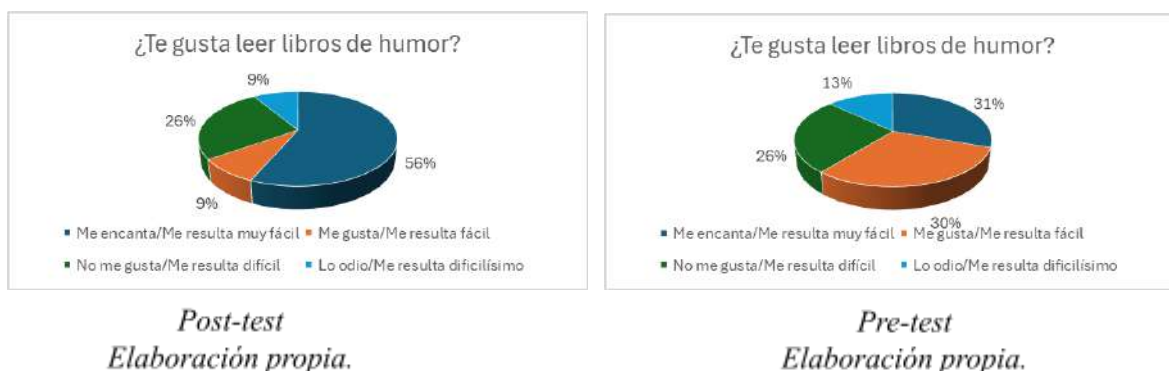 ¿Te gusta leer libros de humor?
9%
26%
56%
9%
Me encanta/Me resulta muy fácil Me gusta/Me resulta fácil
No me gusta/Me resulta difícil Lo odio/Me resulta dificilísimo
Post-test
Elaboración propia.
¿Te gusta leer libros de humor?
13%
31%
26%
30%
Me encanta/Me resulta muy fácil Me gusta/Me resulta fácil
No me gusta/Me resulta difícil Lo odio/Me resulta dificilísimo
Pre-test
Elaboración propia.